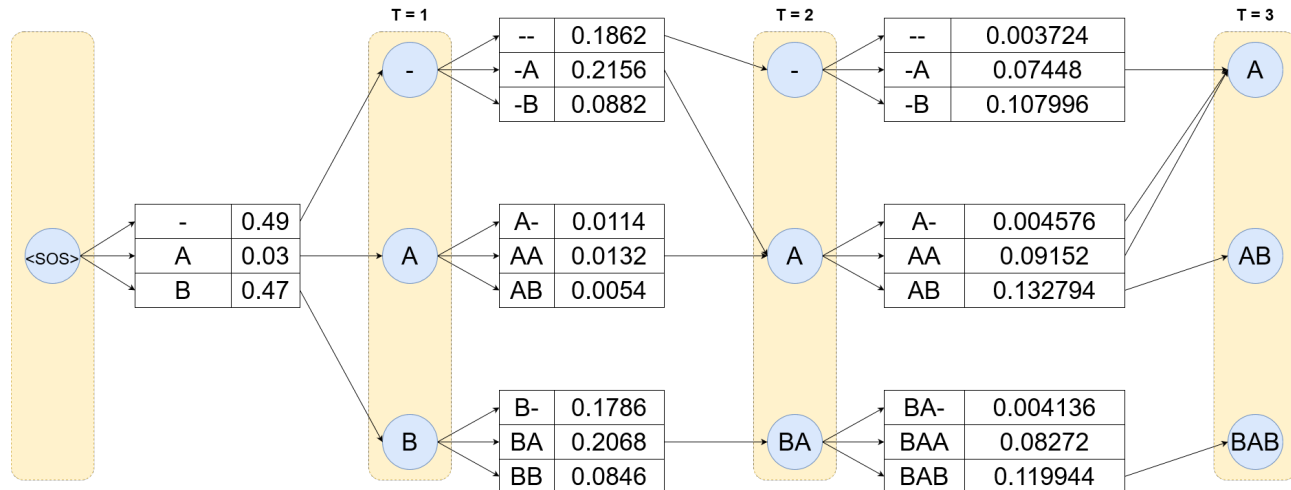 T = 1
T = 2
T = 3
<SOS>
- 0.49
A 0.03
B 0.47
-
A
B
-- 0.1862
-A 0.2156
-B 0.0882
A- 0.0114
AA 0.0132
AB 0.0054
B- 0.1786
BA 0.2068
BB 0.0846
-
A
BA
-- 0.003724
-A 0.07448
-B 0.107996
A- 0.004576
AA 0.09152
AB 0.132794
BA- 0.004136
BAA 0.08272
BAB 0.119944
A
AB
BAB